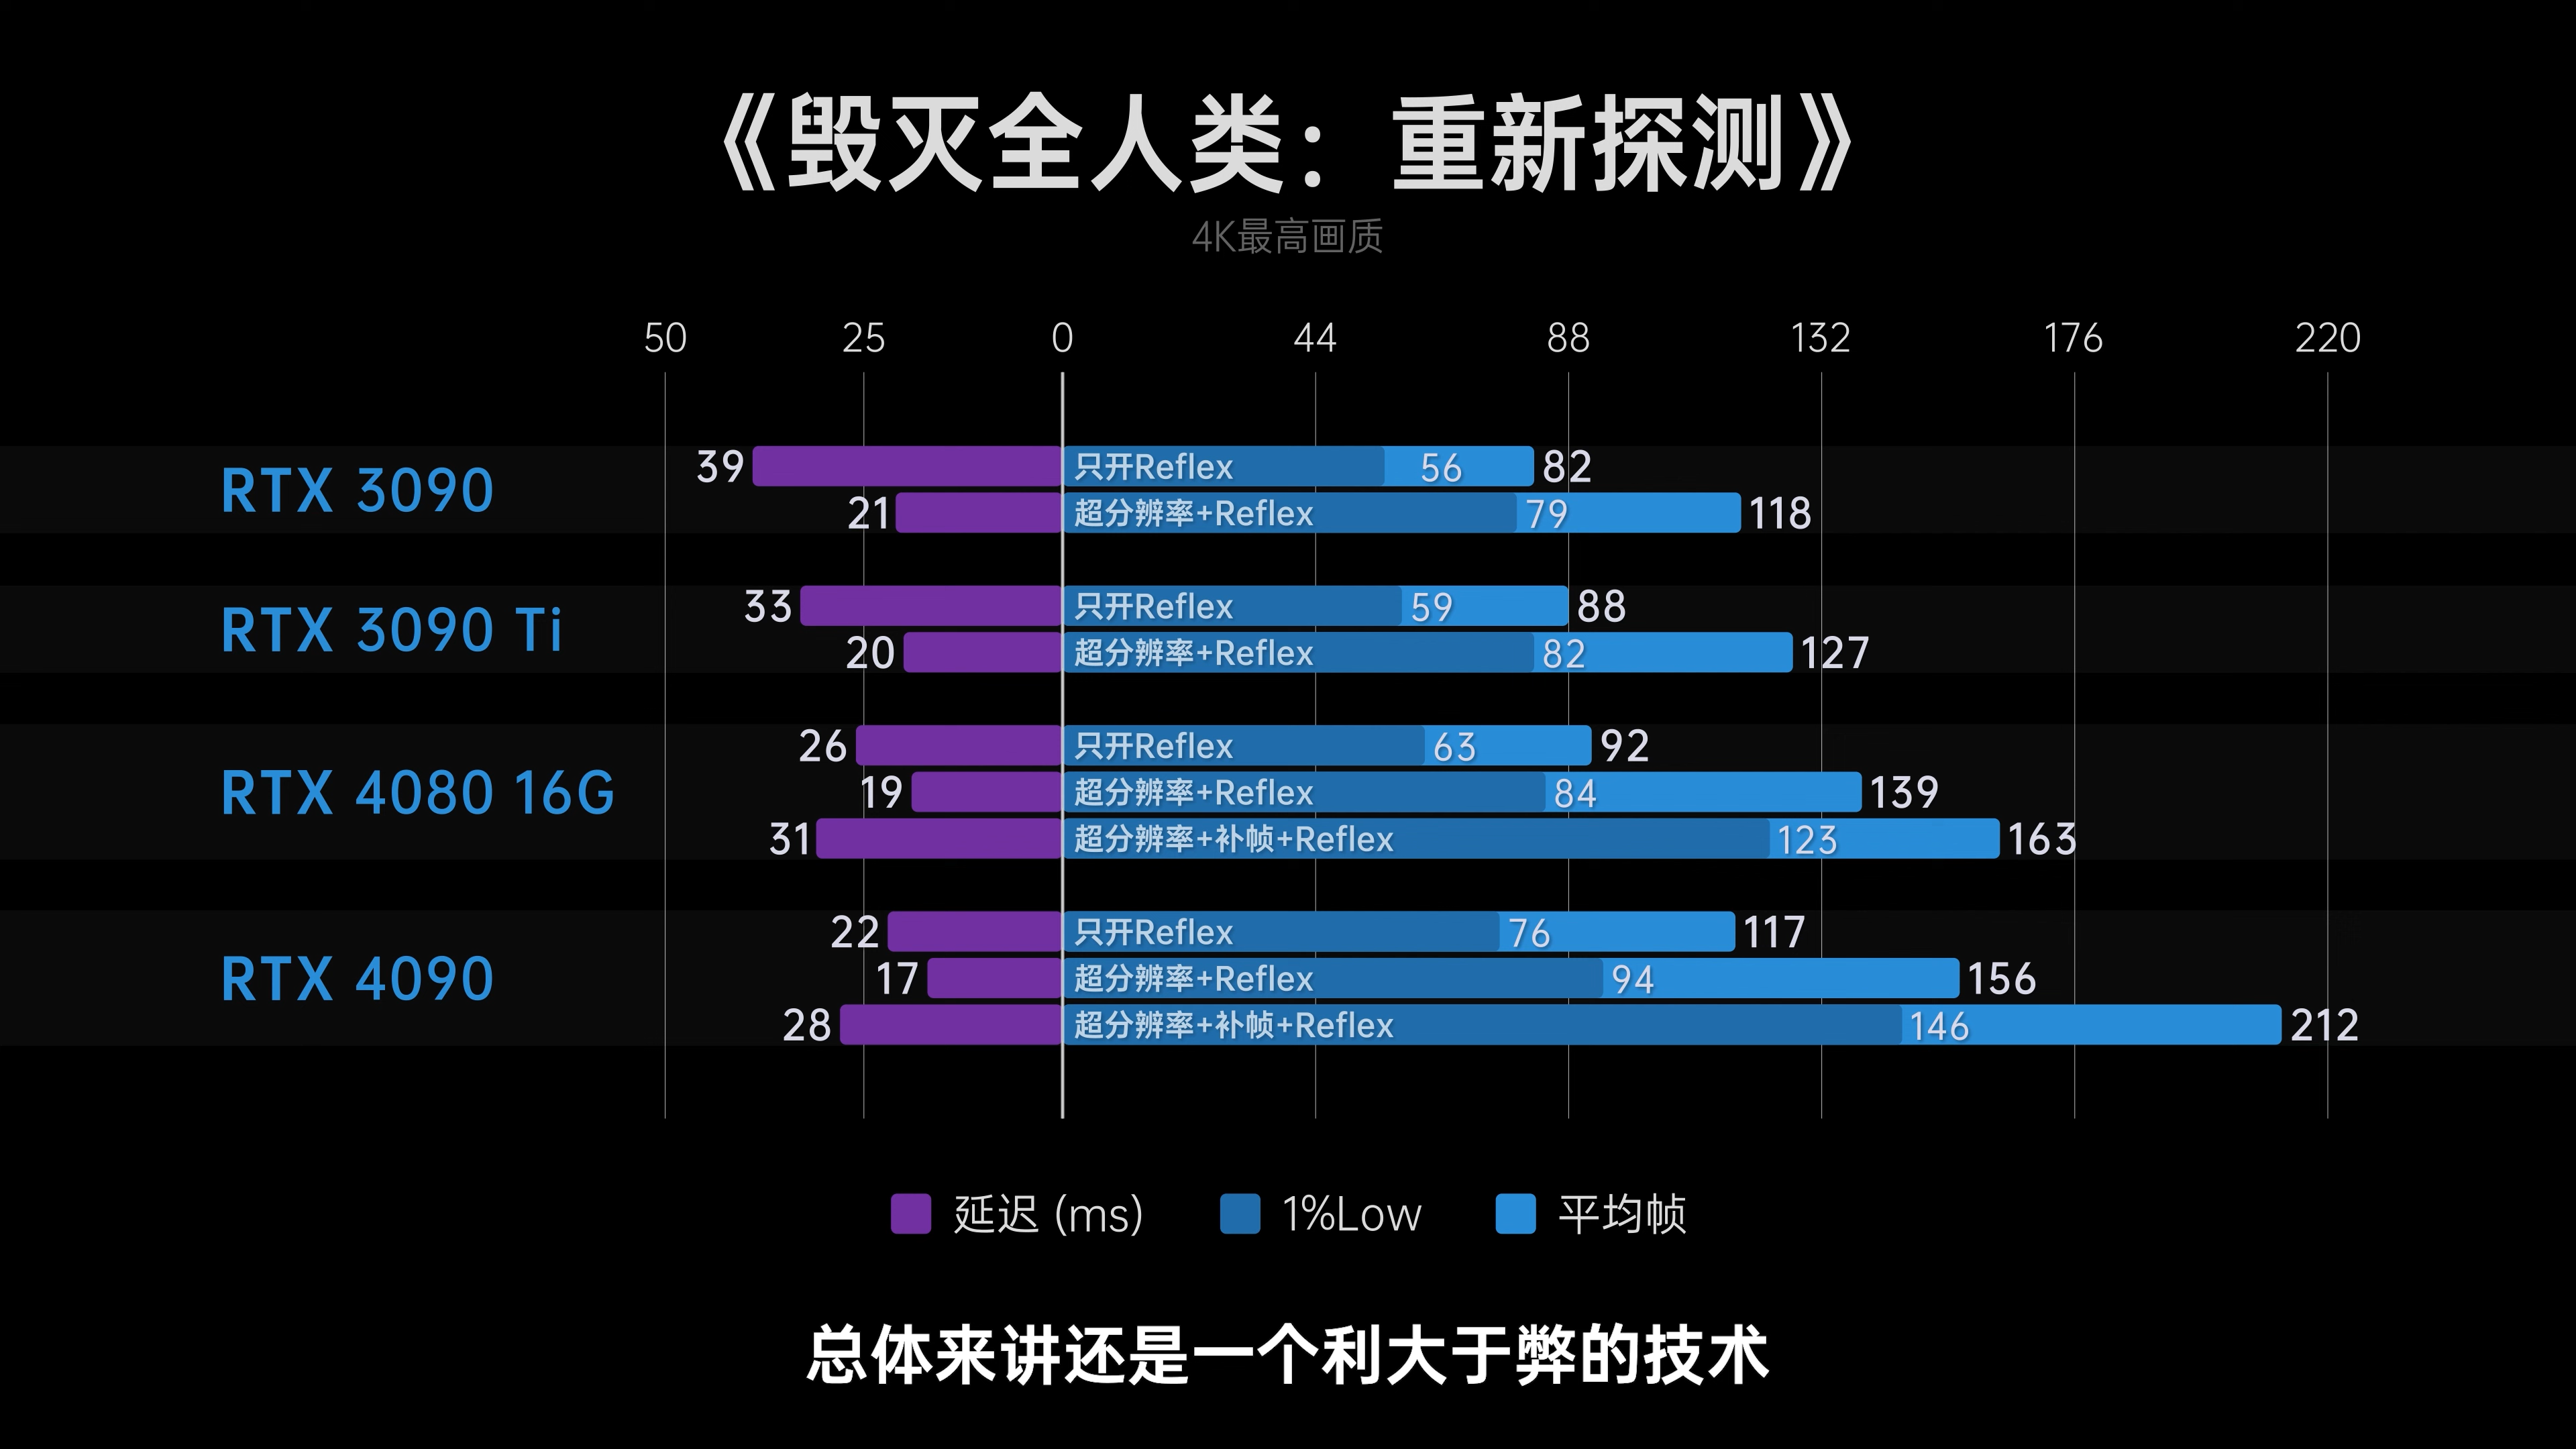 《毁灭全人类：重新探测》
4K最高画质
50 25 0 44 88 132 176 220
RTX 3090
39 只开Reflex 56 82
21 超分辨率+Reflex 79 118
RTX 3090 Ti
33 只开Reflex 59 88
20 超分辨率+Reflex 82 127
RTX 4080 16G
26 只开Reflex 63 92
19 超分辨率+Reflex 84 139
31 超分辨率+补帧+Reflex 123 163
RTX 4090
22 只开Reflex 76 117
17 超分辨率+Reflex 94 156
28 超分辨率+补帧+Reflex 146 212
延迟 (ms) 1%Low 平均帧
总体来讲还是一个利大于弊的技术